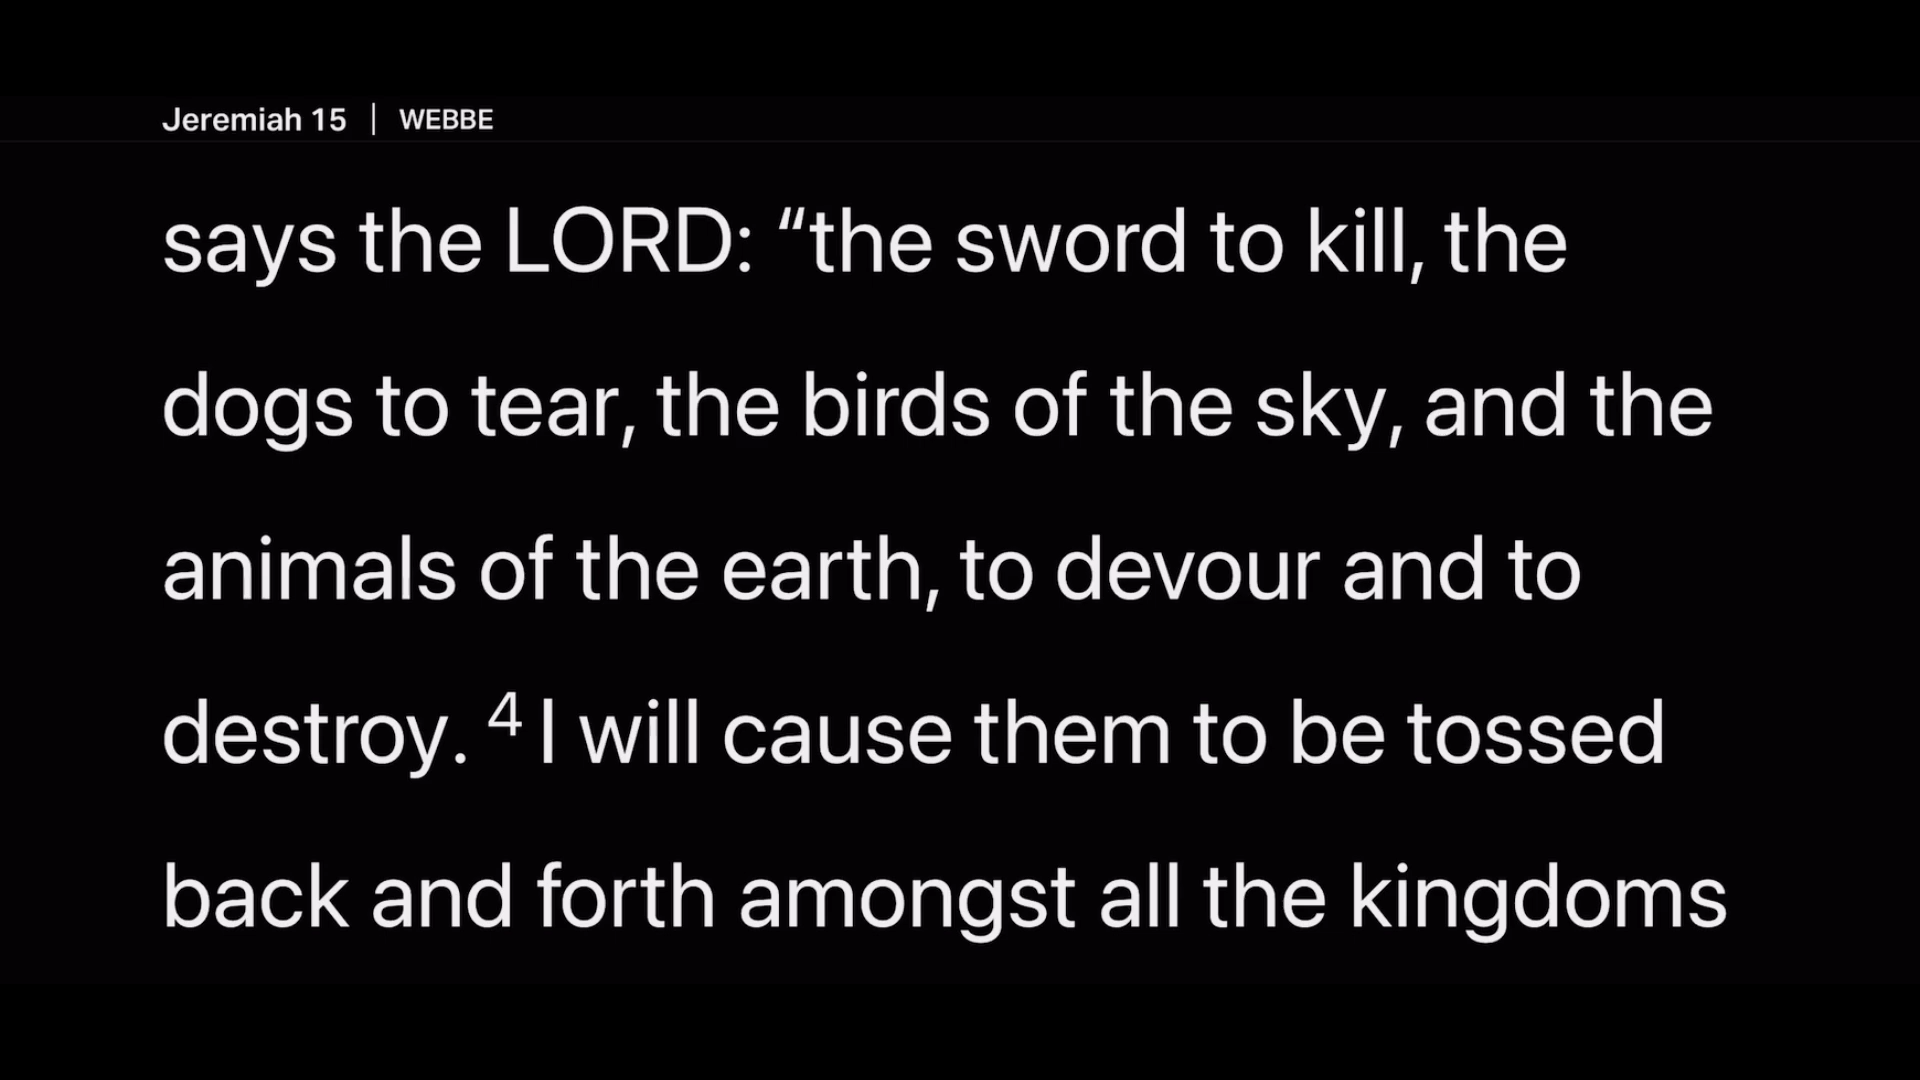 Jeremiah 15 | WEBBE
says the LORD: “the sword to kill, the
dogs to tear, the birds of the sky, and the
animals of the earth, to devour and to
destroy. 4 I will cause them to be tossed
back and forth amongst all the kingdoms